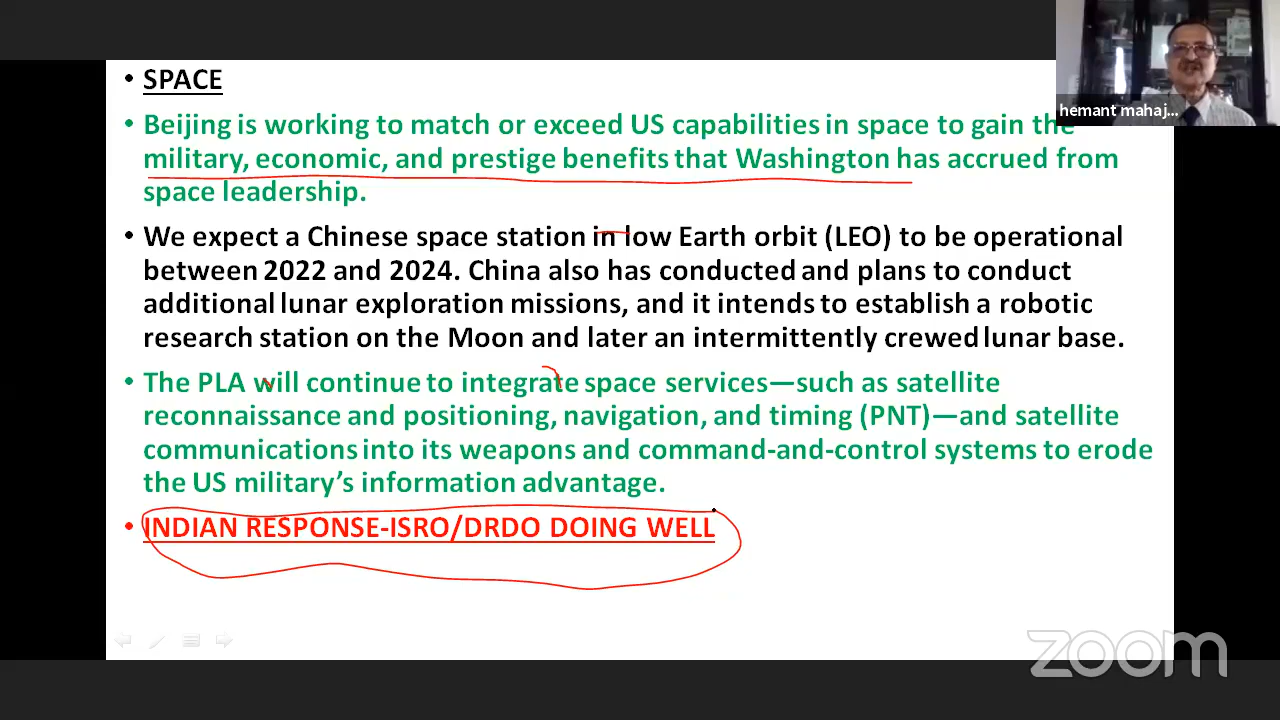 • SPACE
• Beijing is working to match or exceed US capabilities in space to gain the
military, economic, and prestige benefits that Washington has accrued from
space leadership.
• We expect a Chinese space station in low Earth orbit (LEO) to be operational
between 2022 and 2024. China also has conducted and plans to conduct
additional lunar exploration missions, and it intends to establish a robotic
research station on the Moon and later an intermittently crewed lunar base.
• The PLA will continue to integrate space services—such as satellite
reconnaissance and positioning, navigation, and timing (PNT)—and satellite
communications into its weapons and command-and-control systems to erode
the US military’s information advantage.
• INDIAN RESPONSE-ISRO/DRDO DOING WELL
hemant mahaj...
zoom